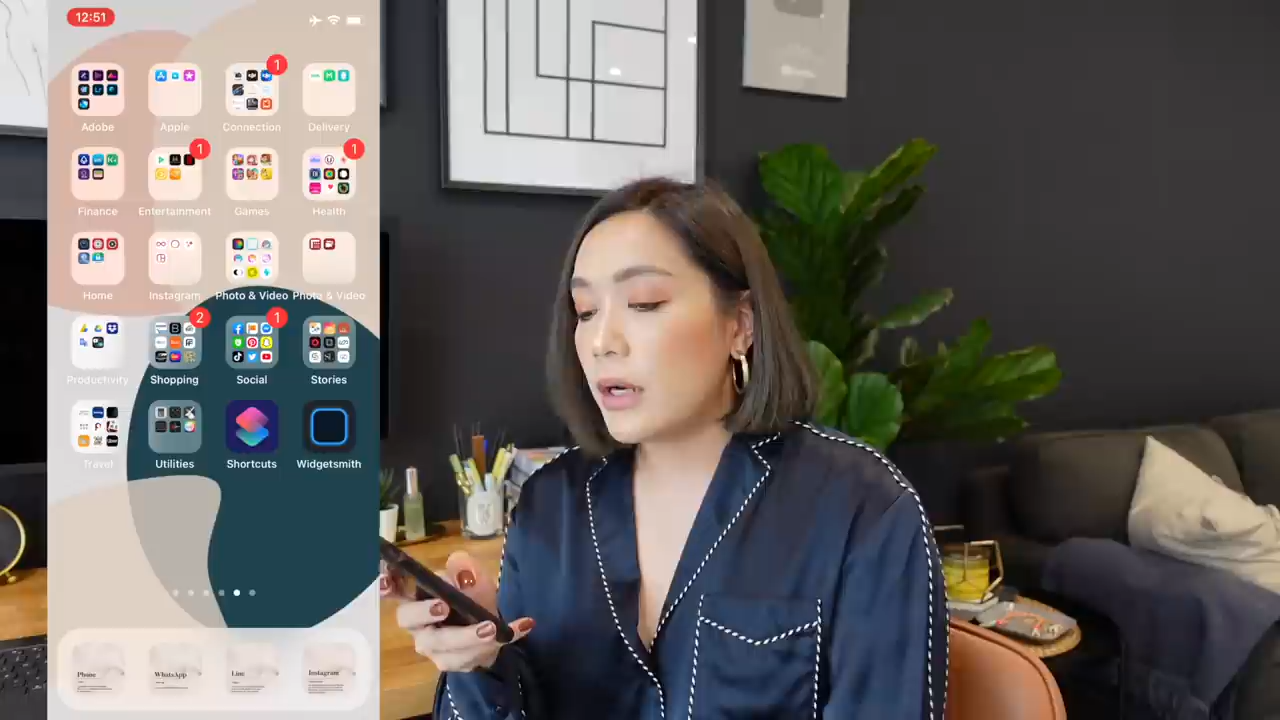 12:51
1
Adobe Apple Connection Delivery
1 1
Finance Entertainment Games Health
Home Instagram Photo & Video Photo & Video
2 1
Productivity Shopping Social Stories
Travel Utilities Shortcuts Widgetsmith
Phone WhatsApp Line Instagram